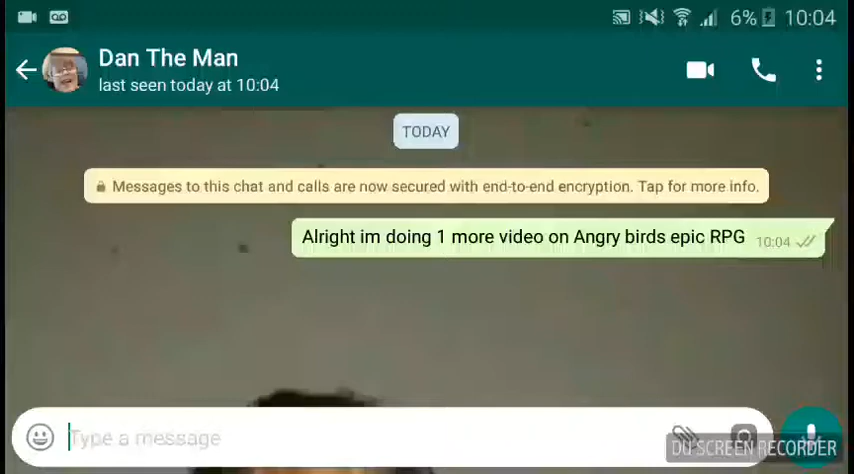 6% 10:04
Dan The Man
last seen today at 10:04
TODAY
Messages to this chat and calls are now secured with end-to-end encryption. Tap for more info.
Alright im doing 1 more video on Angry birds epic RPG 10:04
Type a message
DU SCREEN RECORDER